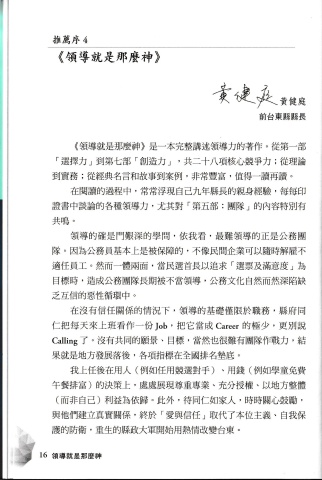 推薦序 4
《領導就是那麼神》
黃健庭 黃健庭
前台東縣縣長
《領導就是那麼神》是一本完整講述領導力的著作。從第一部
「選擇力」到第七部「創造力」，共二十八項核心競爭力；從理論
到實務；從經典名言和故事到案例，非常豐富，值得一讀再讀。
在閱讀的過程中，常常浮現自己九年縣長的親身經驗，每每印
證書中談論的各種領導力，尤其對「第五部：團隊」的內容特別有
共鳴。
領導的確是門艱深的學問，依我看，最難領導的正是公務團
隊。因為公務員基本上是被保障的，不像民間企業可以隨時解雇不
適任員工。然而一體兩面，當民選首長以追求「選票及滿意度」為
目標時，造成公務團隊長期被不當領導，公務文化自然而然深陷缺
乏互信的惡性循環中。
在沒有信任關係的情況下，領導的基礎僅限於職務，縣府同
仁把每天來上班看作一份 Job，把它當成 Career 的極少，更別說
Calling 了。沒有共同的願景、目標，當然也很難有團隊作戰力。結
果就是地方發展落後，各項指標在全國排名墊底。
我上任後在用人（例如任用競選對手）、用錢（例如學童免費
午餐排富）的決策上，處處展現尊重專業、充分授權、以地方整體
（而非自己）利益為依歸。此外，待同仁如家人，時時關心鼓勵，
與他們建立真實關係，終於「愛與信任」取代了本位主義、自我保
護的防衛，重生的縣政大軍開始用熱情改變台東。
16 領導就是那麼神